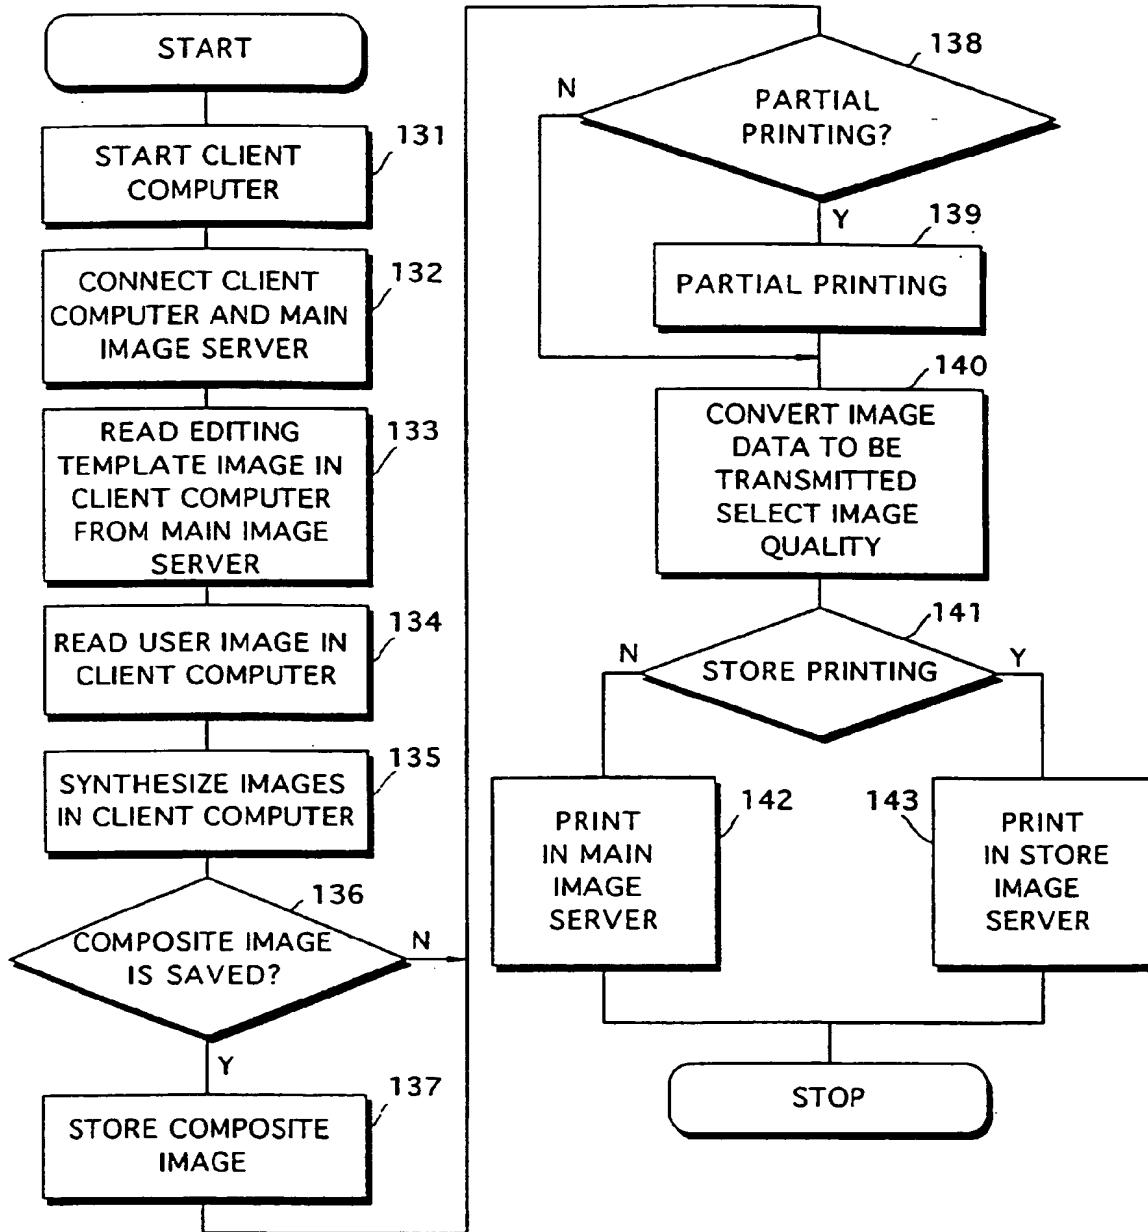 START
START CLIENT
COMPUTER
131
CONNECT CLIENT
COMPUTER AND MAIN
IMAGE SERVER
132
READ EDITING
TEMPLATE IMAGE IN
CLIENT COMPUTER
FROM MAIN IMAGE
SERVER
133
READ USER IMAGE IN
CLIENT COMPUTER
134
SYNTHESIZE IMAGES
IN CLIENT COMPUTER
135
COMPOSITE IMAGE
IS SAVED?
136
N
Y
STORE COMPOSITE
IMAGE
137
PARTIAL
PRINTING?
138
N
Y
PARTIAL PRINTING
139
CONVERT IMAGE
DATA TO BE
TRANSMITTED
SELECT IMAGE
QUALITY
140
STORE PRINTING
141
N
Y
PRINT
IN MAIN
IMAGE
SERVER
142
PRINT
IN STORE
IMAGE
SERVER
143
STOP